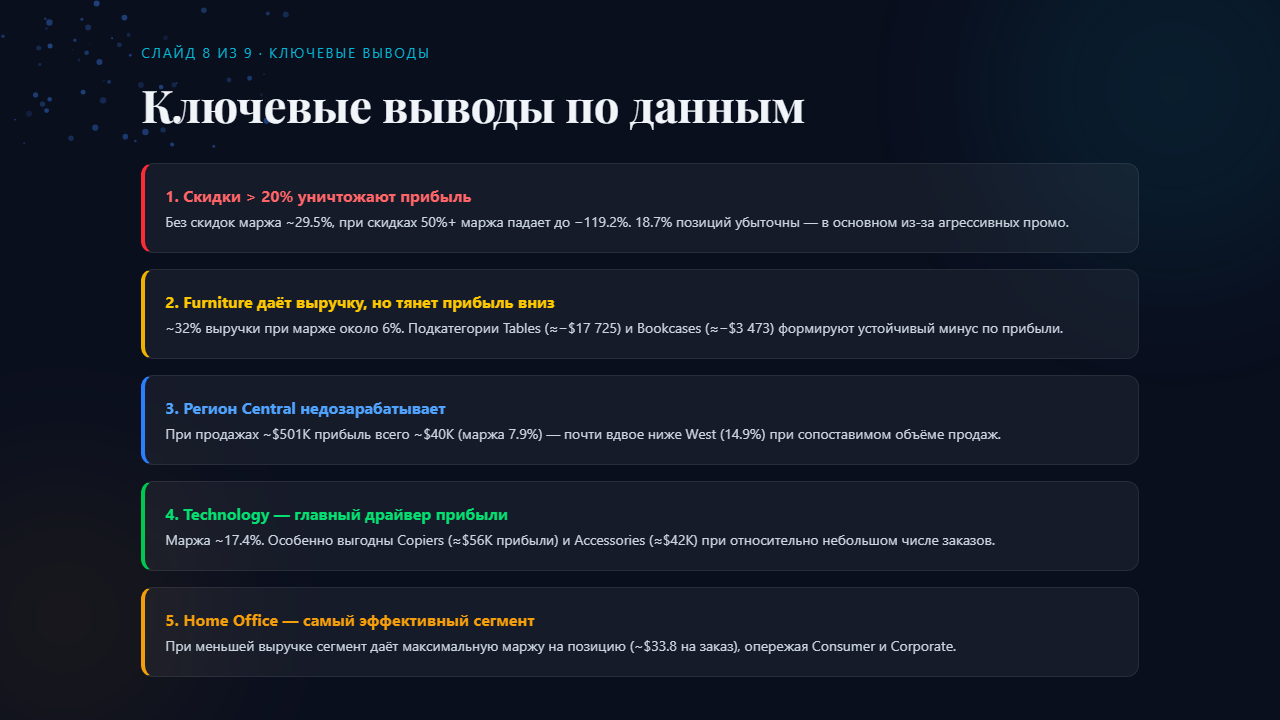 СЛАЙД 8 ИЗ 9 · КЛЮЧЕВЫЕ ВЫВОДЫ
Ключевые выводы по данным
1. Скидки > 20% уничтожают прибыль
Без скидок маржа ~29.5%, при скидках 50%+ маржа падает до −119.2%. 18.7% позиций убыточны — в основном из-за агрессивных промо.
2. Furniture даёт выручку, но тянет прибыль вниз
~32% выручки при марже около 6%. Подкатегории Tables (≈−$17 725) и Bookcases (≈−$3 473) формируют устойчивый минус по прибыли.
3. Регион Central недозарабатывает
При продажах ~$501K прибыль всего ~$40K (маржа 7.9%) — почти вдвое ниже West (14.9%) при сопоставимом объёме продаж.
4. Technology — главный драйвер прибыли
Маржа ~17.4%. Особенно выгодны Copiers (≈$56K прибыли) и Accessories (≈$42K) при относительно небольшом числе заказов.
5. Home Office — самый эффективный сегмент
При меньшей выручке сегмент даёт максимальную маржу на позицию (~$33.8 на заказ), опережая Consumer и Corporate.